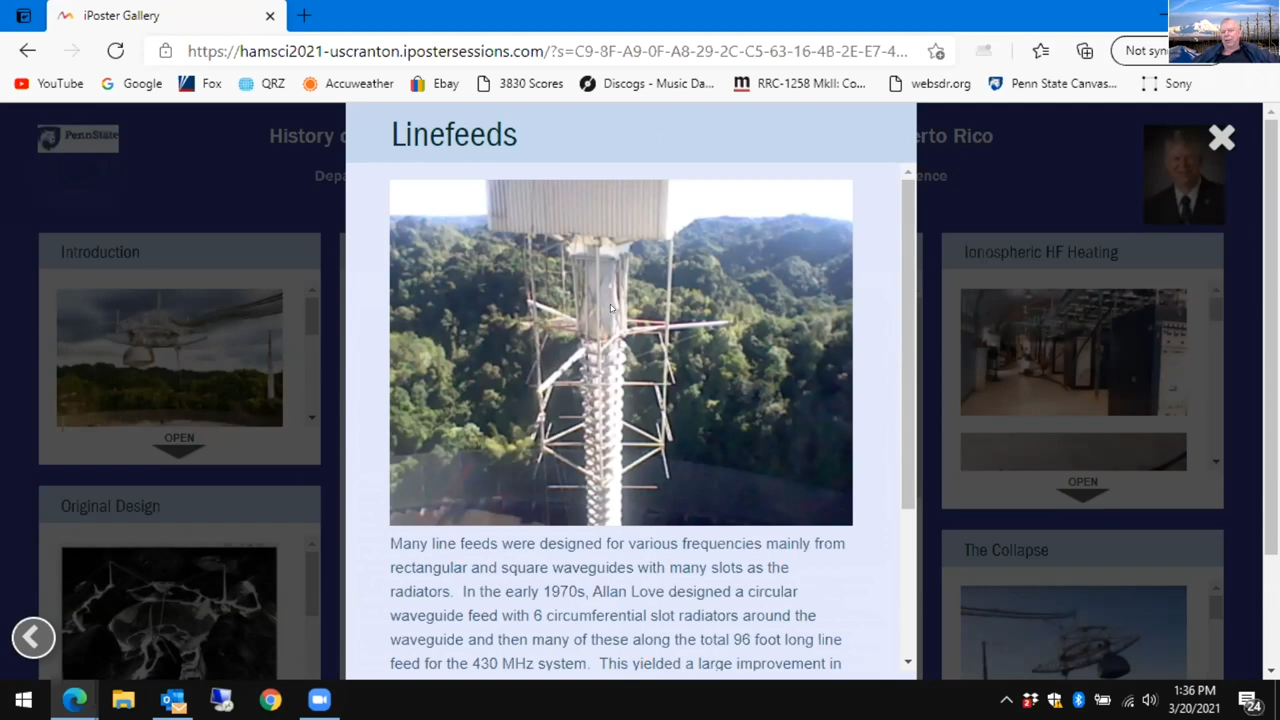 iPoster Gallery
https://hamsci2021-uscranton.ipostersessions.com/?s=C9-8F-A9-0F-A8-29-2C-C5-63-16-4B-2E-E7-4...
Not syn
YouTube
Google
Fox
QRZ
Accuweather
Ebay
3830 Scores
Discogs - Music Da...
RRC-1258 MkII: Co...
websdr.org
Penn State Canvas...
Sony
PennState
History
erto Rico
Depa
ence
Linefeeds
Introduction
OPEN
Original Design
Many line feeds were designed for various frequencies mainly from
rectangular and square waveguides with many slots as the
radiators. In the early 1970s, Allan Love designed a circular
waveguide feed with 6 circumferential slot radiators around the
waveguide and then many of these along the total 96 foot long line
feed for the 430 MHz system. This yielded a large improvement in
Ionospheric HF Heating
OPEN
The Collapse
1:36 PM
3/20/2021
24